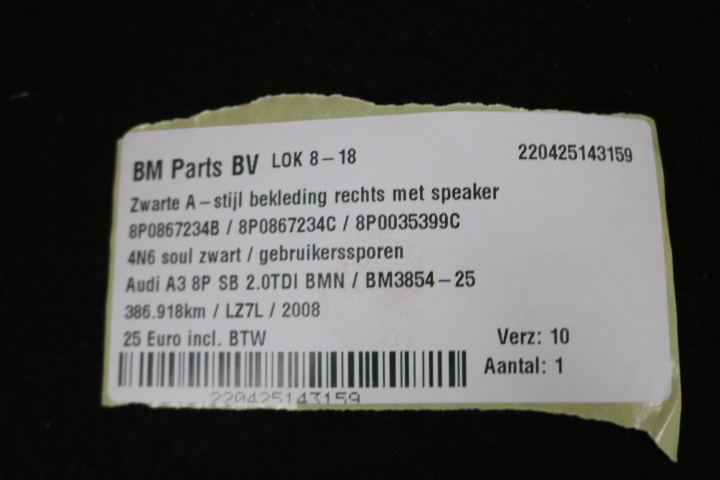 BM Parts BV LOK 8-18 220425143159
Zwarte A-stijl bekleding rechts met speaker
8P0867234B / 8P0867234C / 8P0035399C
4N6 soul zwart / gebruikerssporen
Audi A3 8P SB 2.0TDI BMN / BM3854-25
386.918km / LZ7L / 2008
25 Euro incl. BTW Verz: 10
Aantal: 1
220425143159